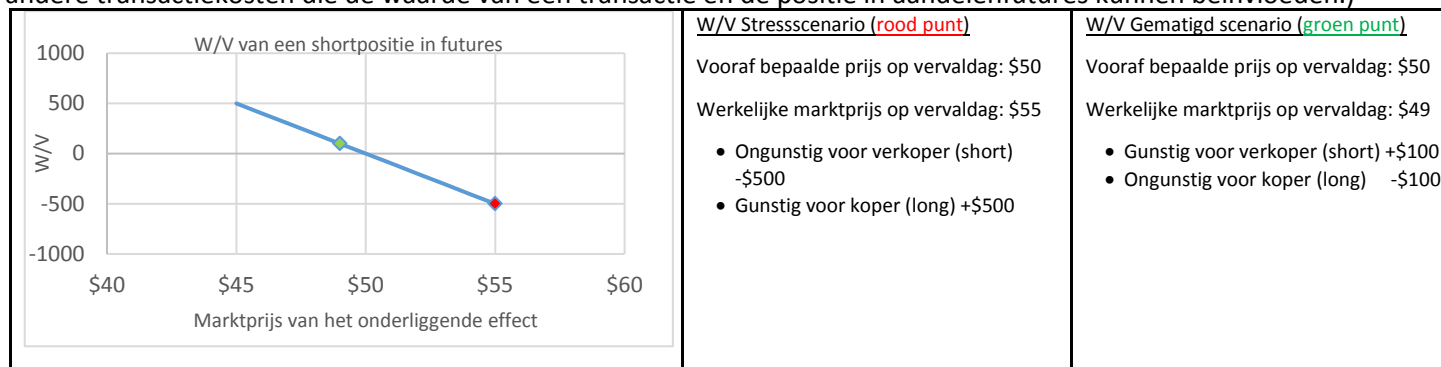 andere transactiekosten die de waarde van een transactie en de positie in aandelenfutures kunnen beïnvloeden.)
W/V van een shortpositie in futures
1000
500
0
-500
-1000
W/V
$40 $45 $50 $55 $60
Marktprijs van het onderliggende effect
W/V Stressscenario (rood punt)
Vooraf bepaalde prijs op vervaldag: $50
Werkelijke marktprijs op vervaldag: $55
• Ongunstig voor verkoper (short)
-$500
• Gunstig voor koper (long) +$500
W/V Gematigd scenario (groen punt)
Vooraf bepaalde prijs op vervaldag: $50
Werkelijke marktprijs op vervaldag: $49
• Gunstig voor verkoper (short) +$100
• Ongunstig voor koper (long) -$100